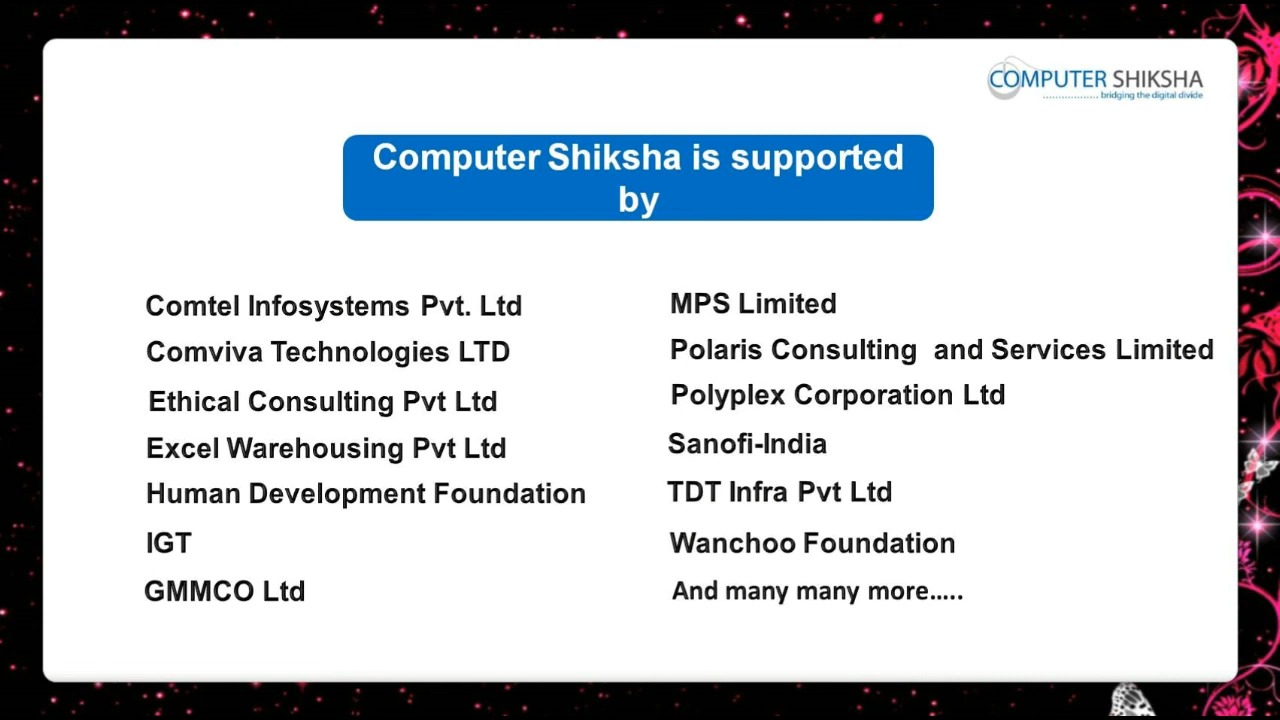 COMPUTER SHIKSHA
bridging the digital divide
Computer Shiksha is supported
by
Comtel Infosystems Pvt. Ltd
Comviva Technologies LTD
Ethical Consulting Pvt Ltd
Excel Warehousing Pvt Ltd
Human Development Foundation
IGT
GMMCO Ltd
MPS Limited
Polaris Consulting and Services Limited
Polyplex Corporation Ltd
Sanofi-India
TDT Infra Pvt Ltd
Wanchoo Foundation
And many many more.....